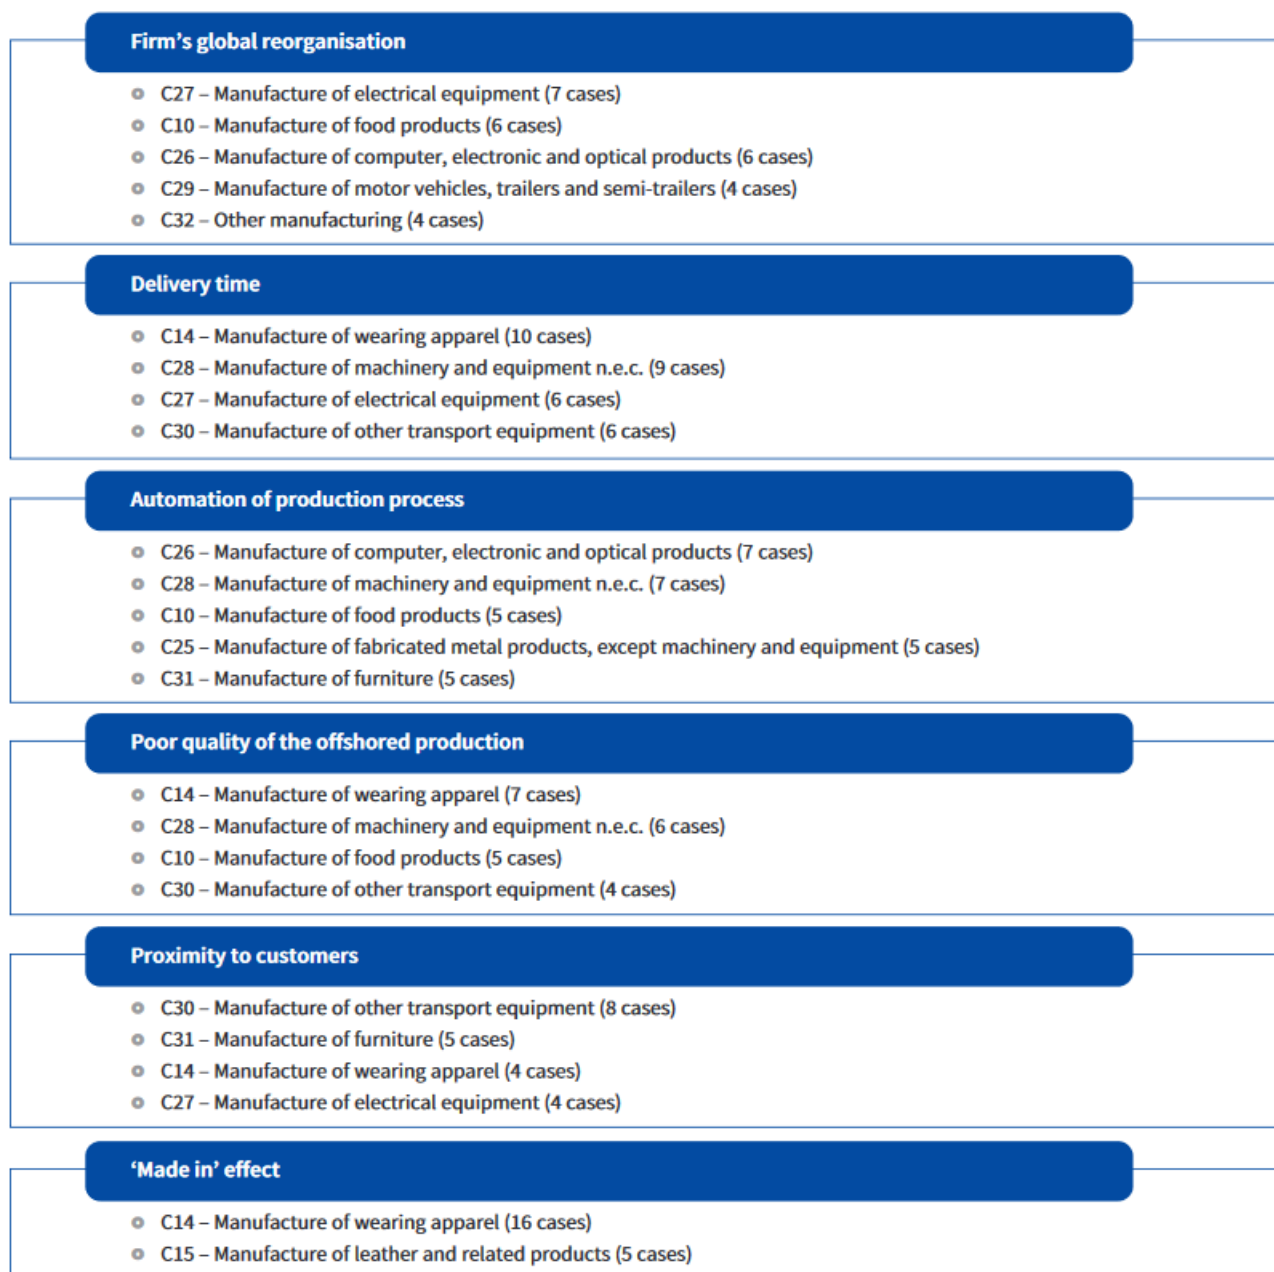 Firm’s global reorganisation
C27 – Manufacture of electrical equipment (7 cases)
C10 – Manufacture of food products (6 cases)
C26 – Manufacture of computer, electronic and optical products (6 cases)
C29 – Manufacture of motor vehicles, trailers and semi-trailers (4 cases)
C32 – Other manufacturing (4 cases)
Delivery time
C14 – Manufacture of wearing apparel (10 cases)
C28 – Manufacture of machinery and equipment n.e.c. (9 cases)
C27 – Manufacture of electrical equipment (6 cases)
C30 – Manufacture of other transport equipment (6 cases)
Automation of production process
C26 – Manufacture of computer, electronic and optical products (7 cases)
C28 – Manufacture of machinery and equipment n.e.c. (7 cases)
C10 – Manufacture of food products (5 cases)
C25 – Manufacture of fabricated metal products, except machinery and equipment (5 cases)
C31 – Manufacture of furniture (5 cases)
Poor quality of the offshored production
C14 – Manufacture of wearing apparel (7 cases)
C28 – Manufacture of machinery and equipment n.e.c. (6 cases)
C10 – Manufacture of food products (5 cases)
C30 – Manufacture of other transport equipment (4 cases)
Proximity to customers
C30 – Manufacture of other transport equipment (8 cases)
C31 – Manufacture of furniture (5 cases)
C14 – Manufacture of wearing apparel (4 cases)
C27 – Manufacture of electrical equipment (4 cases)
‘Made in’ effect
C14 – Manufacture of wearing apparel (16 cases)
C15 – Manufacture of leather and related products (5 cases)